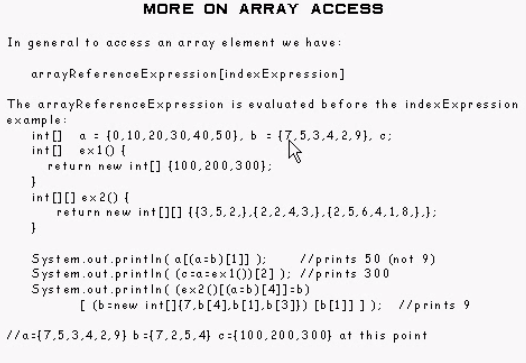 MORE ON ARRAY ACCESS
In general to access an array element we have:
arrayReferenceExpression[indexExpression]
The arrayReferenceExpression is evaluated before the indexExpression
example:
int[] a = {0,10,20,30,40,50}, b = {7,5,3,4,2,9}, c;
int[] ex1() {
return new int[] {100,200,300};
}
int[][] ex2() {
return new int[][] {{3,5,2,},{2,2,4,3,},{2,5,6,4,1,8,},};
}
System.out.println( a[(a=b)[1]] ); //prints 50 (not 9)
System.out.println( (c=a=ex1())[2] ); //prints 300
System.out.println( (ex2()[(a=b)[4]]=b)
[ (b=new int[]{7,b[4],b[1],b[3]}) [b[1]] ] ); //prints 9
//a={7,5,3,4,2,9} b={7,2,5,4} c={100,200,300} at this point